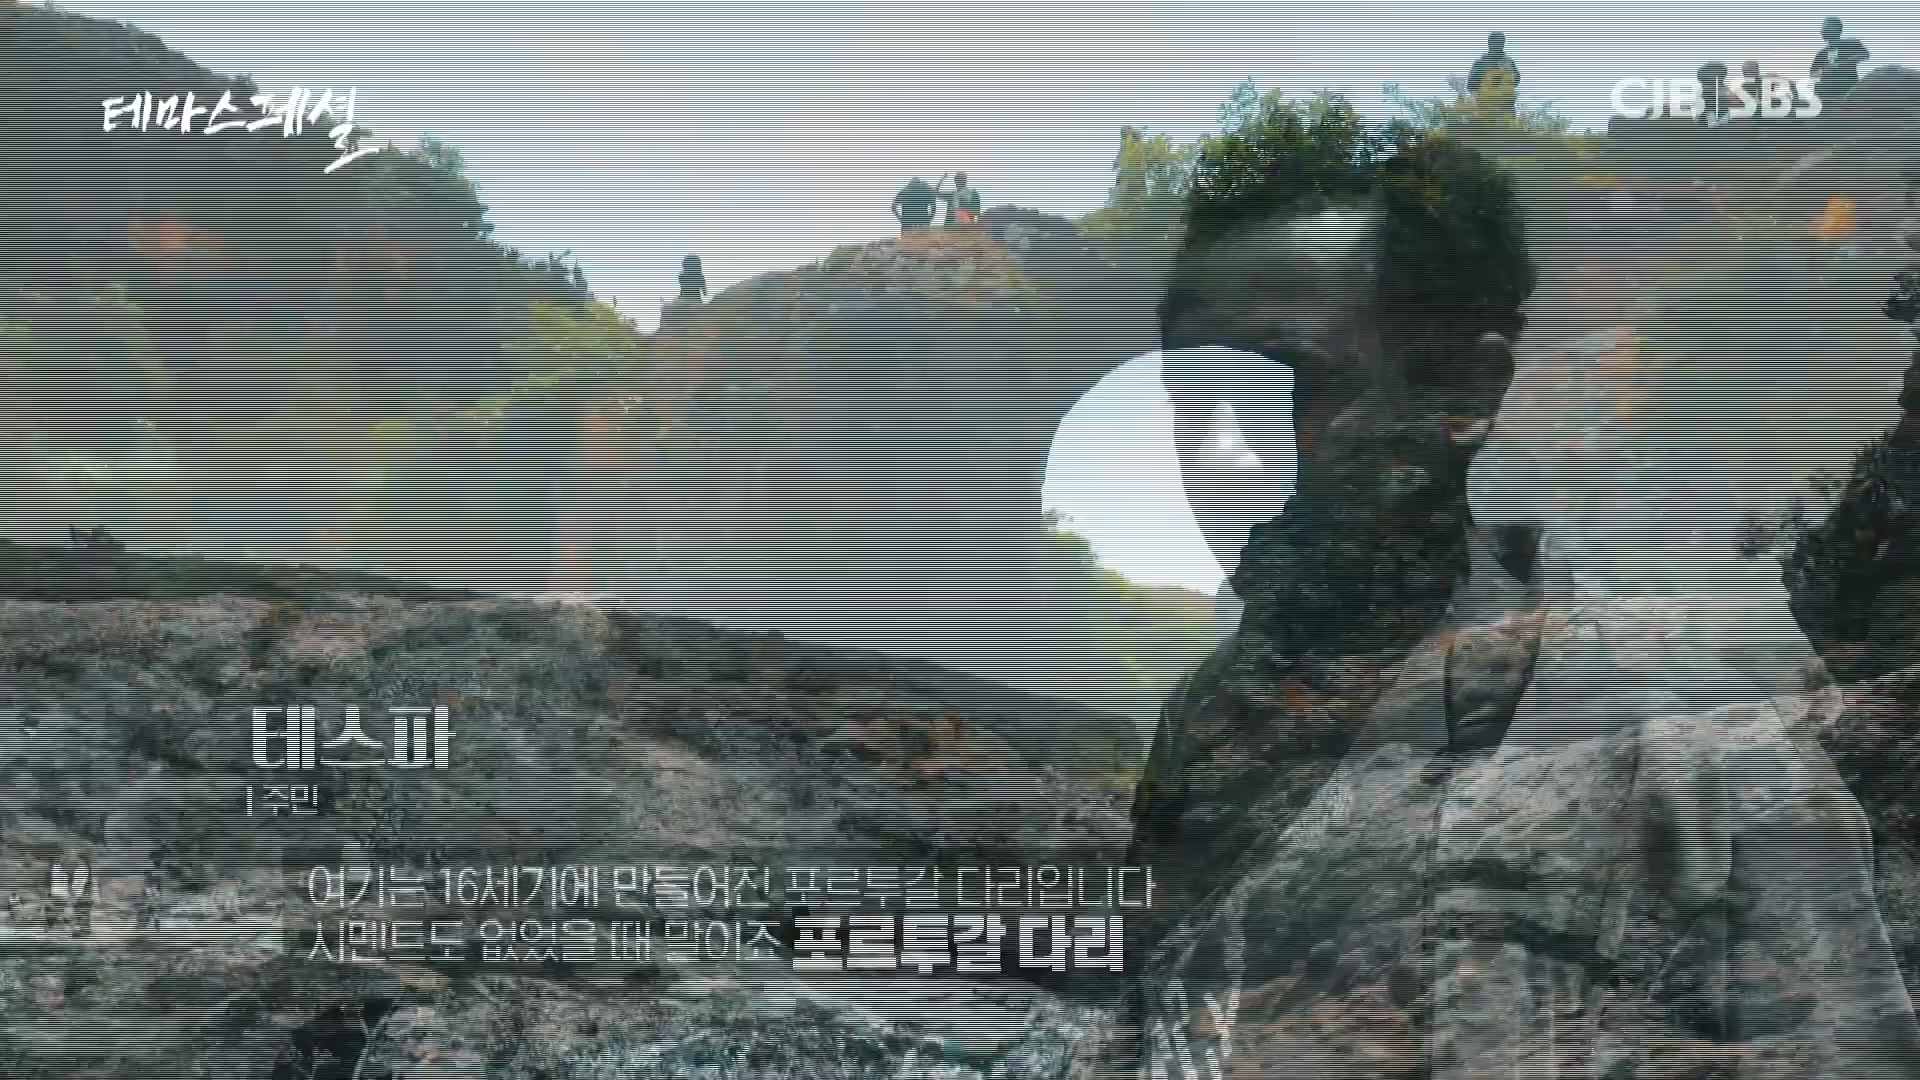 테마스페셜
CJB SBS
테스파
주민
여기는 16세기에 만들어진 포르투갈 다리입니다
시멘트도 없었을 때 말이죠
포르투갈 다리